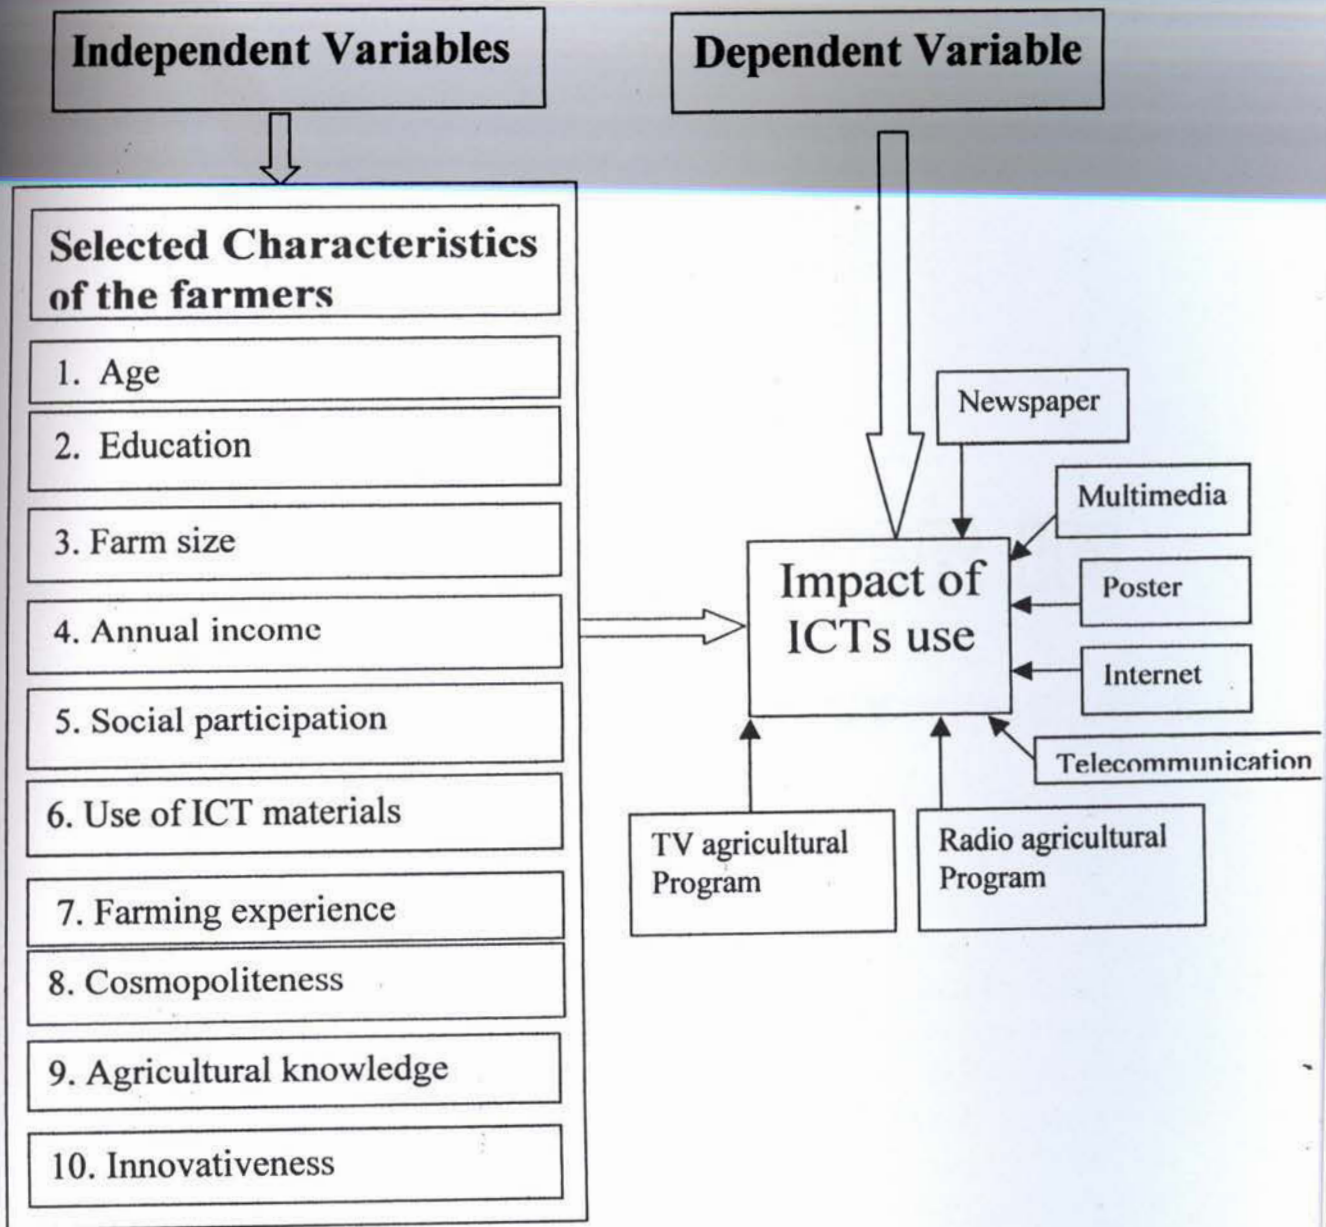 Independent Variables
Dependent Variable
Selected Characteristics
of the farmers
1. Age
2. Education
3. Farm size
4. Annual income
5. Social participation
6. Use of ICT materials
7. Farming experience
8. Cosmopoliteness
9. Agricultural knowledge
10. Innovativeness
Newspaper
Multimedia
Impact of
ICTs use
Poster
Internet
Telecommunication
TV agricultural
Program
Radio agricultural
Program